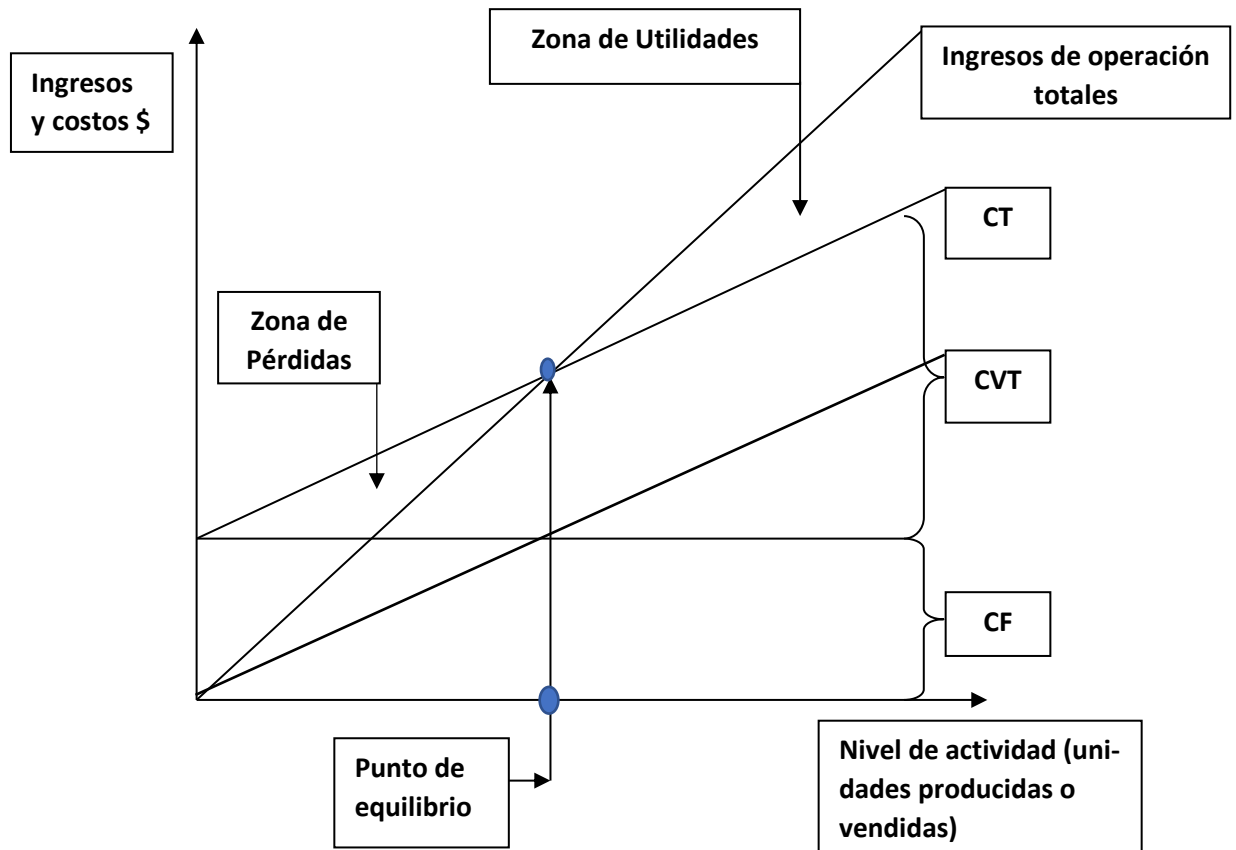 Zona de Utilidades
Ingresos de operación
totales
Ingresos
y costos $
CT
Zona de
Pérdidas
CVT
CF
Punto de
equilibrio
Nivel de actividad (uni-
dades producidas o
vendidas)